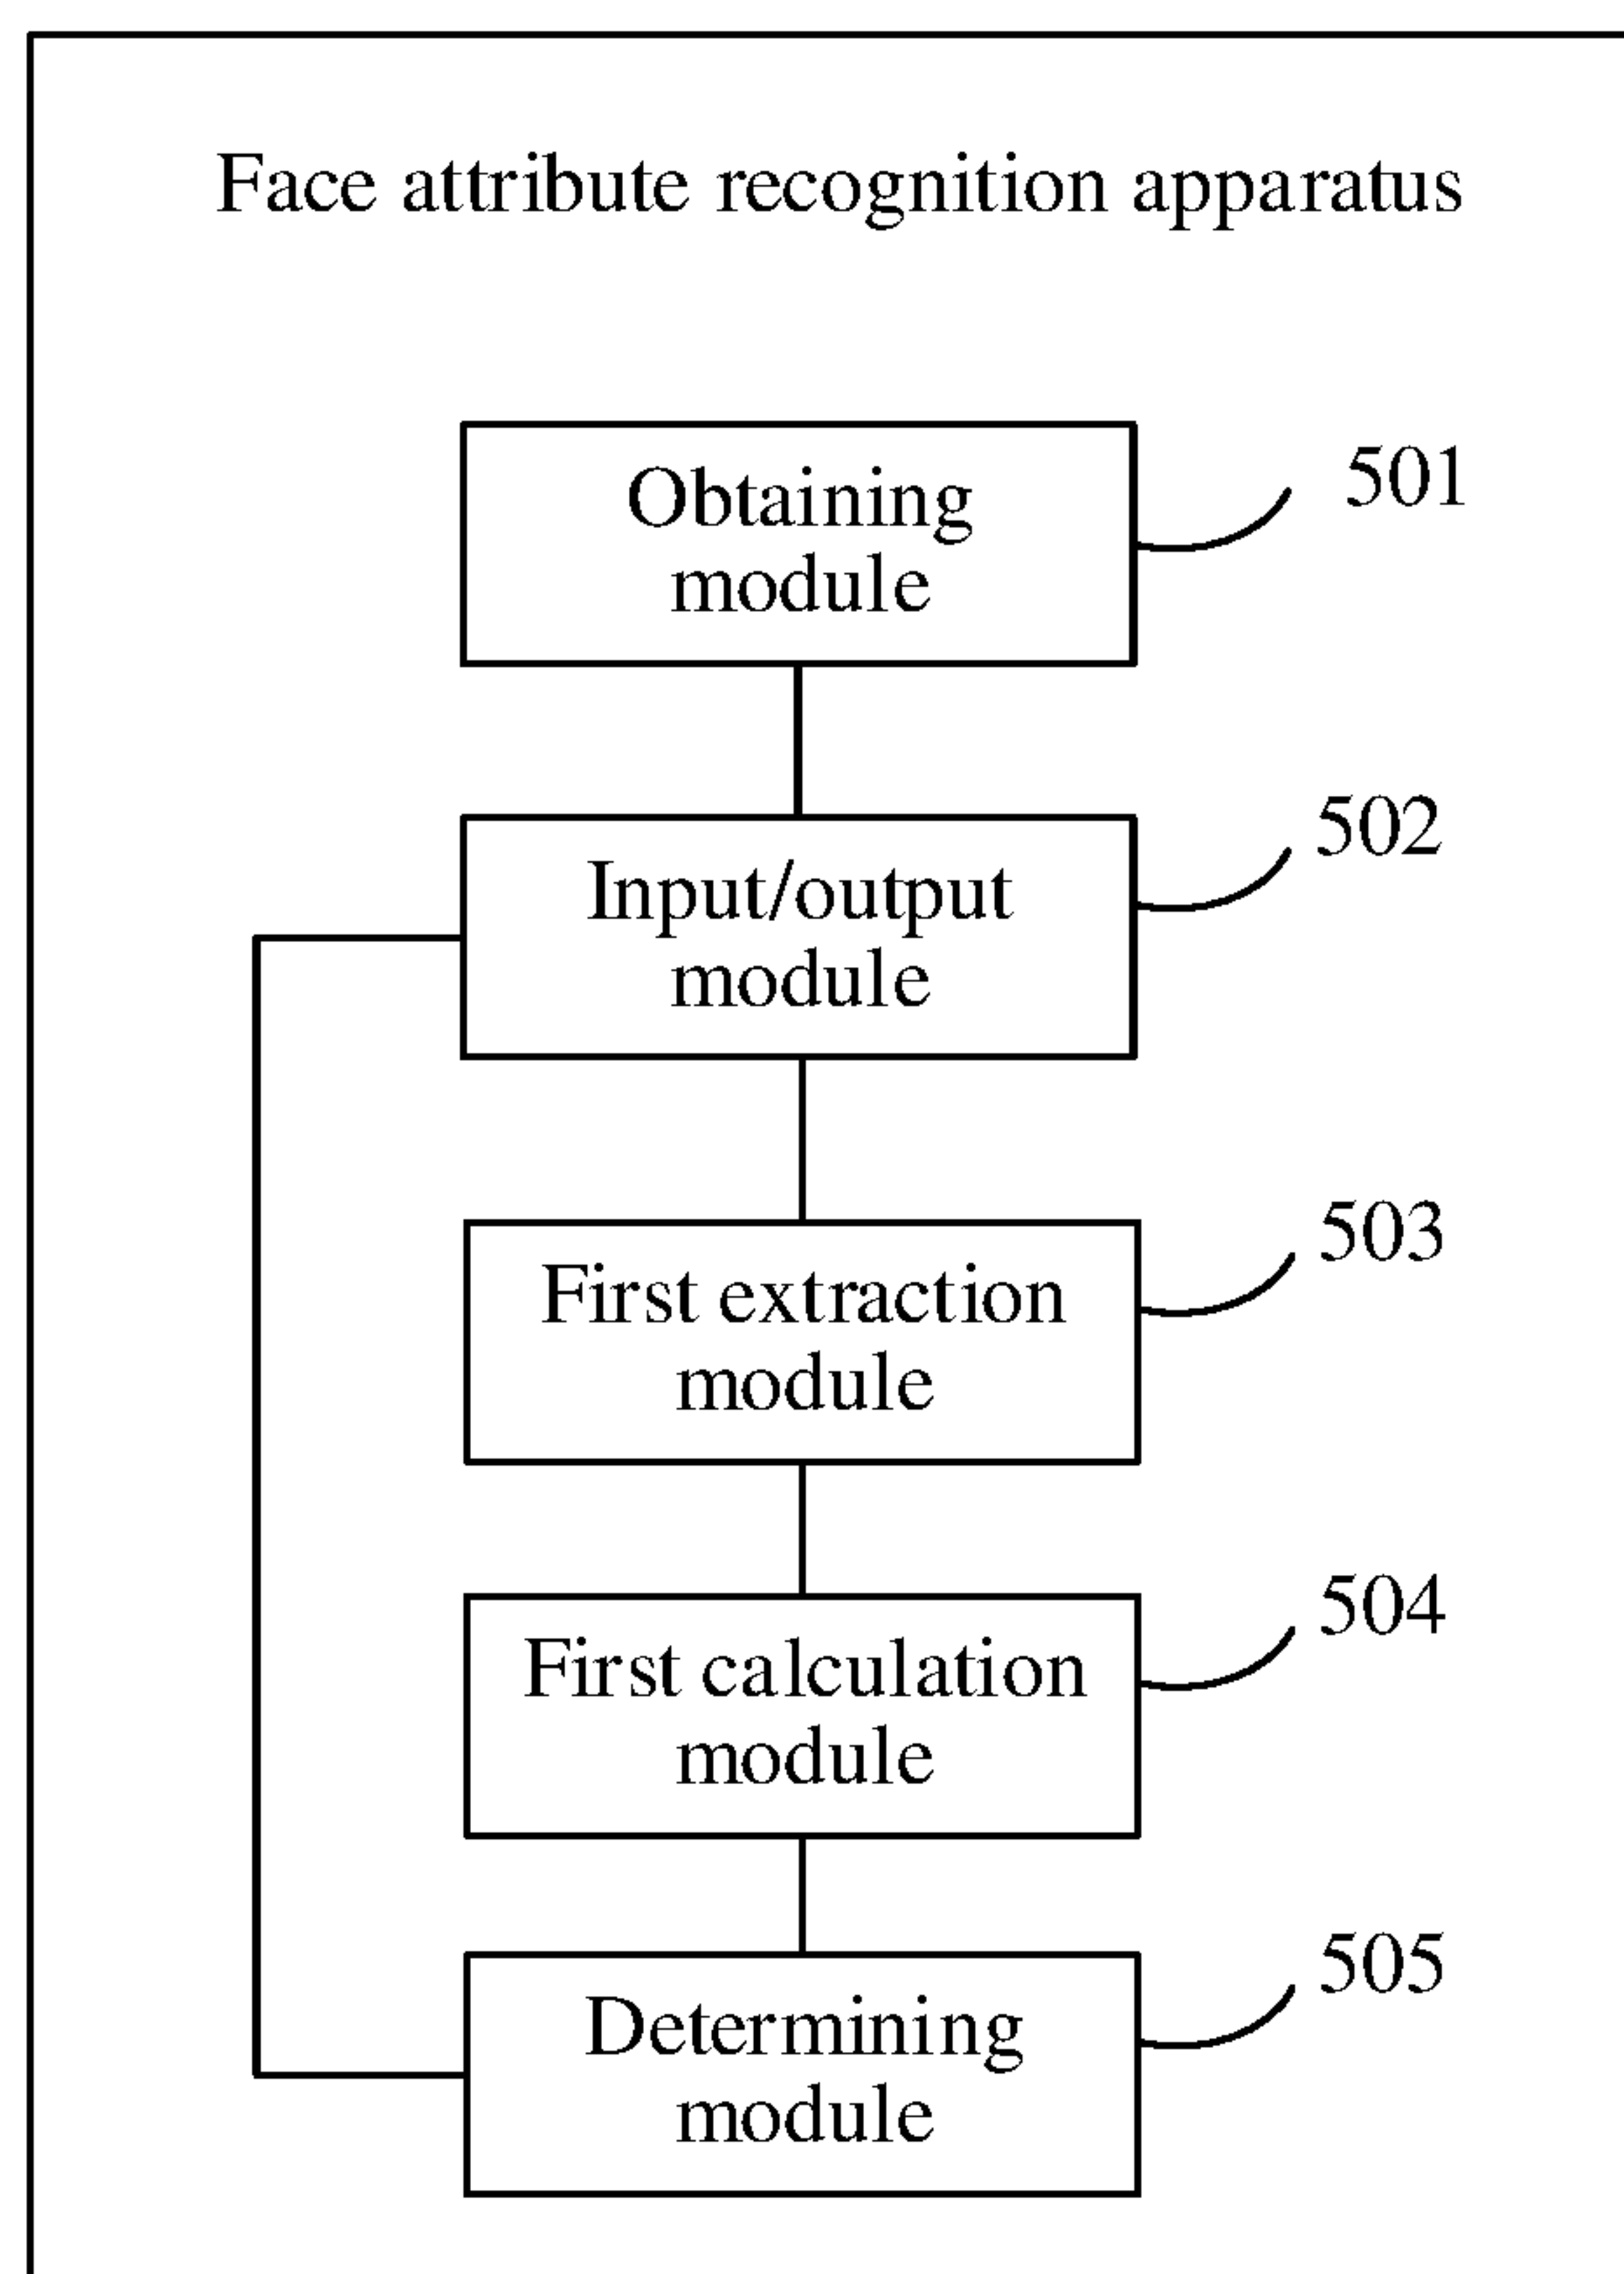 Face attribute recognition apparatus
Obtaining
module
501
Input/output
module
502
First extraction
module
503
First calculation
module
504
Determining
module
505